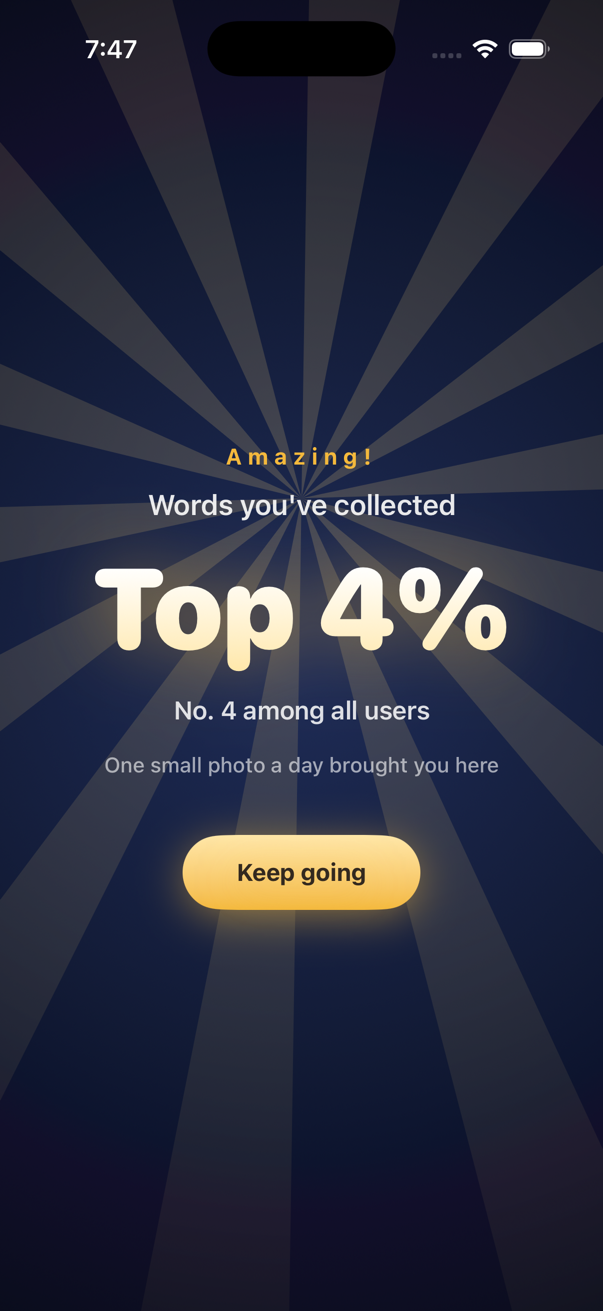 7:47
Amazing!
Words you've collected
Top 4%
No. 4 among all users
One small photo a day brought you here
Keep going